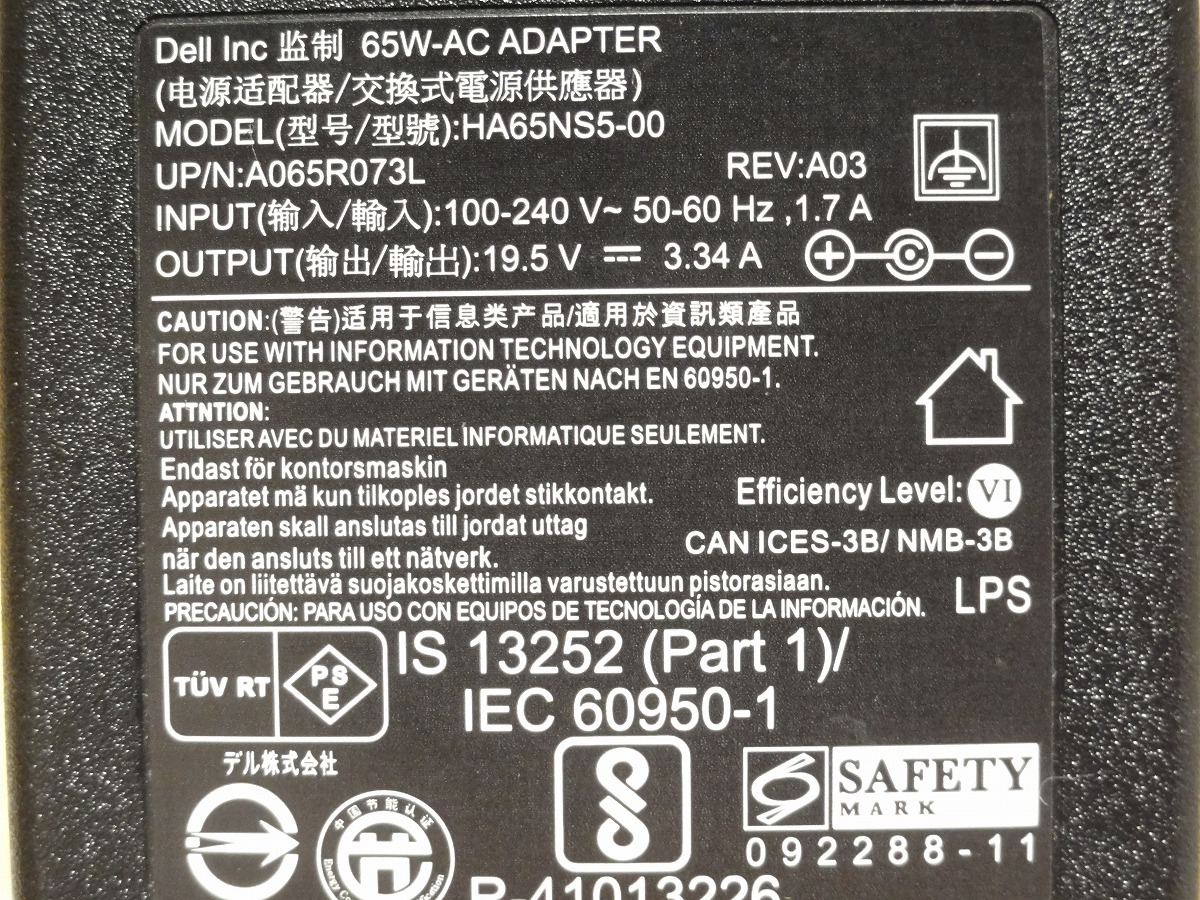 Dell Inc 监制 65W-AC ADAPTER
(电源适配器/交換式電源供應器)
MODEL(型号/型號):HA65NS5-00
UP/N:A065R073L REV:A03
INPUT(输入/輸入):100-240 V~ 50-60 Hz ,1.7 A
OUTPUT(输出/輸出):19.5 V ⎓ 3.34 A
CAUTION:(警告)适用于信息类产品/適用於資訊類產品
FOR USE WITH INFORMATION TECHNOLOGY EQUIPMENT.
NUR ZUM GEBRAUCH MIT GERÄTEN NACH EN 60950-1.
ATTNTION:
UTILISER AVEC DU MATERIEL INFORMATIQUE SEULEMENT.
Endast för kontorsmaskin
Apparatet mä kun tilkoples jordet stikkontakt.
Efficiency Level: VI
Apparaten skall anslutas till jordat uttag
när den ansluts till ett nätverk.
CAN ICES-3B/ NMB-3B
Laite on liitettävä suojakoskettimilla varustettuun pistorasiaan.
LPS
PRECAUCIÓN: PARA USO CON EQUIPOS DE TECNOLOGÍA DE LA INFORMACIÓN.
TÜV RT
PS
E
IS 13252 (Part 1)/
IEC 60950-1
デル株式会社
中国节能认证
SAFETY
MARK
092288-11
R-41013226